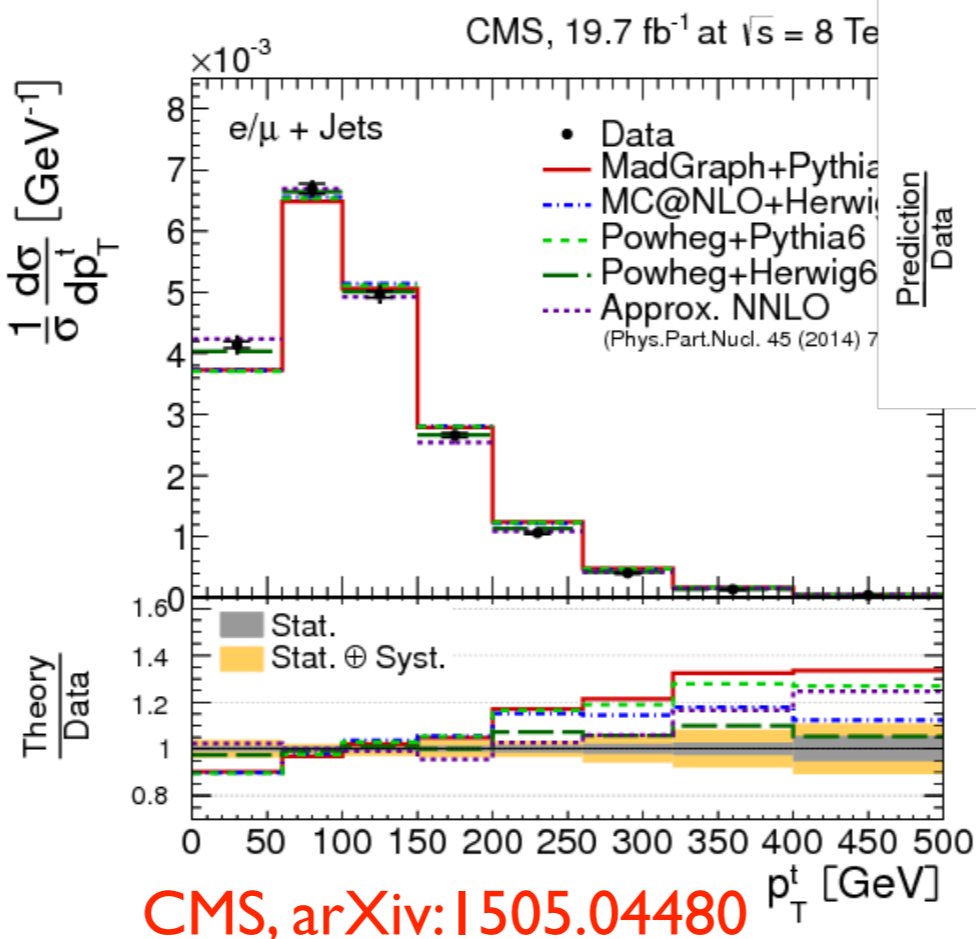 CMS, 19.7 fb⁻¹ at √s = 8 Te
×10⁻³
1/σ dσ/dp_T^t [GeV⁻¹]
e/μ + Jets
Data
MadGraph+Pythia
MC@NLO+Herwig
Powheg+Pythia6
Powheg+Herwig6
Approx. NNLO
(Phys.Part.Nucl. 45 (2014) 7
Prediction
Data
8
7
6
5
4
3
2
1
0
Stat.
Stat. ⊕ Syst.
Theory
Data
1.6
1.4
1.2
1
0.8
0 50 100 150 200 250 300 350 400 450 500
p_T^t [GeV]
CMS, arXiv:1505.04480